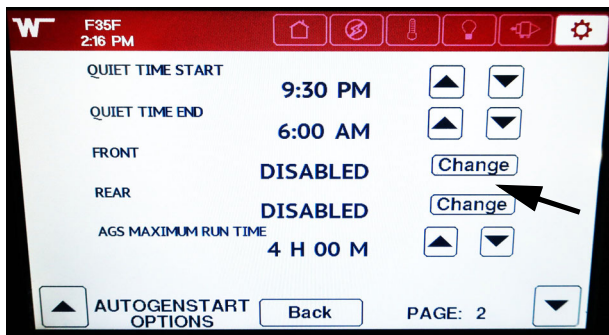 W F35F
2:16 PM
QUIET TIME START 9:30 PM
QUIET TIME END 6:00 AM
FRONT DISABLED Change
REAR DISABLED Change
AGS MAXIMUM RUN TIME 4 H 00 M
AUTOGENSTART OPTIONS Back PAGE: 2